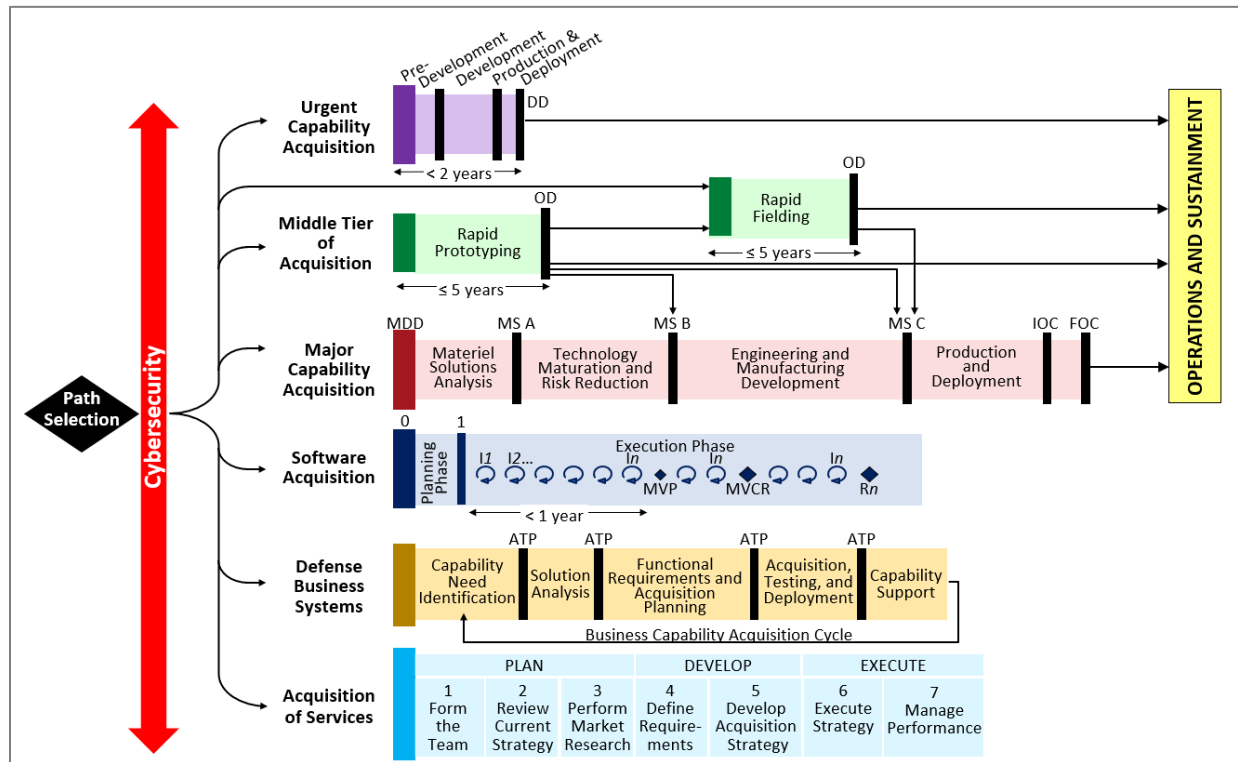 Pre-
Development
Development
Production &
Deployment
DD
Urgent
Capability
Acquisition
< 2 years
OPERATIONS AND SUSTAINMENT
OD
Rapid
Fielding
≤ 5 years
OD
Middle Tier
of
Acquisition
Rapid
Prototyping
≤ 5 years
Path
Selection
Cybersecurity
MDD
MS A
MS B
MS C
IOC
FOC
Major
Capability
Acquisition
Materiel
Solutions
Analysis
Technology
Maturation and
Risk Reduction
Engineering and
Manufacturing
Development
Production
and
Deployment
0
1
Software
Acquisition
Planning
Phase
Execution Phase
I1
I2...
In
In
In
MVP
MVCR
Rn
< 1 year
ATP
ATP
ATP
ATP
Defense
Business
Systems
Capability
Need
Identification
Solution
Analysis
Functional
Requirements and
Acquisition
Planning
Acquisition,
Testing, and
Deployment
Capability
Support
Business Capability Acquisition Cycle
Acquisition
of Services
PLAN
DEVELOP
EXECUTE
1
Form
the
Team
2
Review
Current
Strategy
3
Perform
Market
Research
4
Define
Require-
ments
5
Develop
Acquisition
Strategy
6
Execute
Strategy
7
Manage
Performance